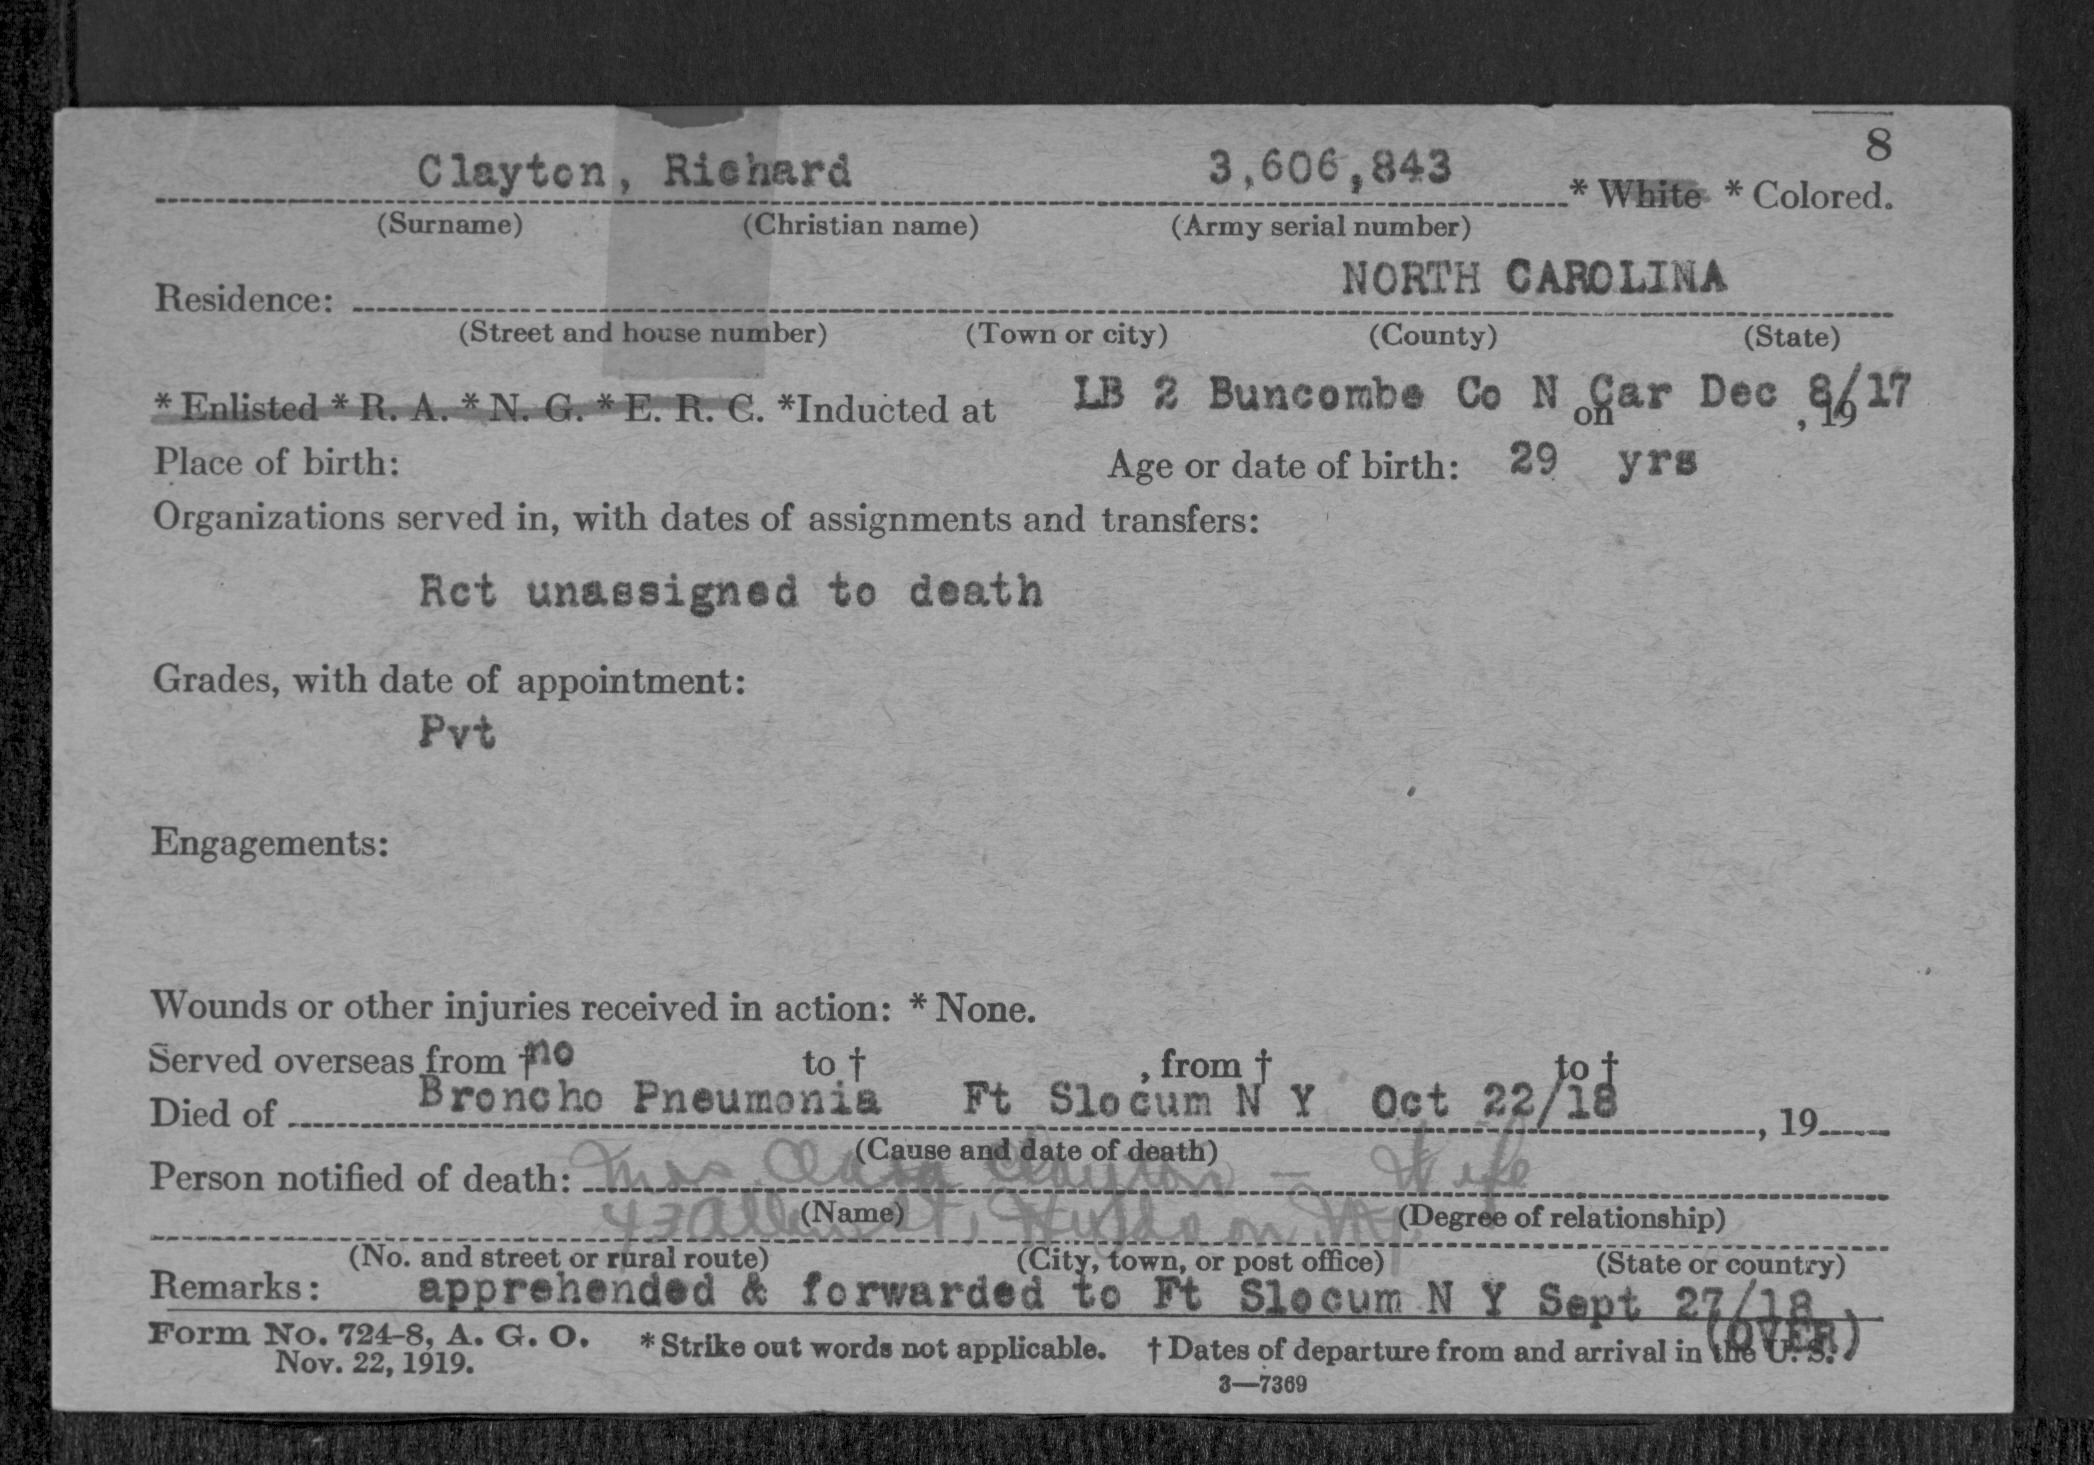 8
Clayton, Richard 3,606,843 * White * Colored.
(Surname) (Christian name) (Army serial number)
NORTH CAROLINA
Residence:
(Street and house number) (Town or city) (County) (State)
* Enlisted * R. A. * N. G. * E. R. C. *Inducted at LB 2 Buncombe Co N Car on Dec 8/17 , 19
Place of birth: Age or date of birth: 29 yrs
Organizations served in, with dates of assignments and transfers:
Rct unassigned to death
Grades, with date of appointment:
Pvt
Engagements:
Wounds or other injuries received in action: * None.
Served overseas from † no to † , from † to †
Died of Broncho Pneumonia Ft Slocum N Y Oct 22/18 , 19
(Cause and date of death)
Person notified of death: Mrs. Clara Clayton - Wife
(Name) (Degree of relationship)
43 Allen St, Hudson N.Y.
(No. and street or rural route) (City, town, or post office) (State or country)
Remarks: apprehended & forwarded to Ft Slocum N Y Sept 27/18.
(OVER)
Form No. 724-8, A. G. O. * Strike out words not applicable. † Dates of departure from and arrival in the U. S.
Nov. 22, 1919.
3—7369